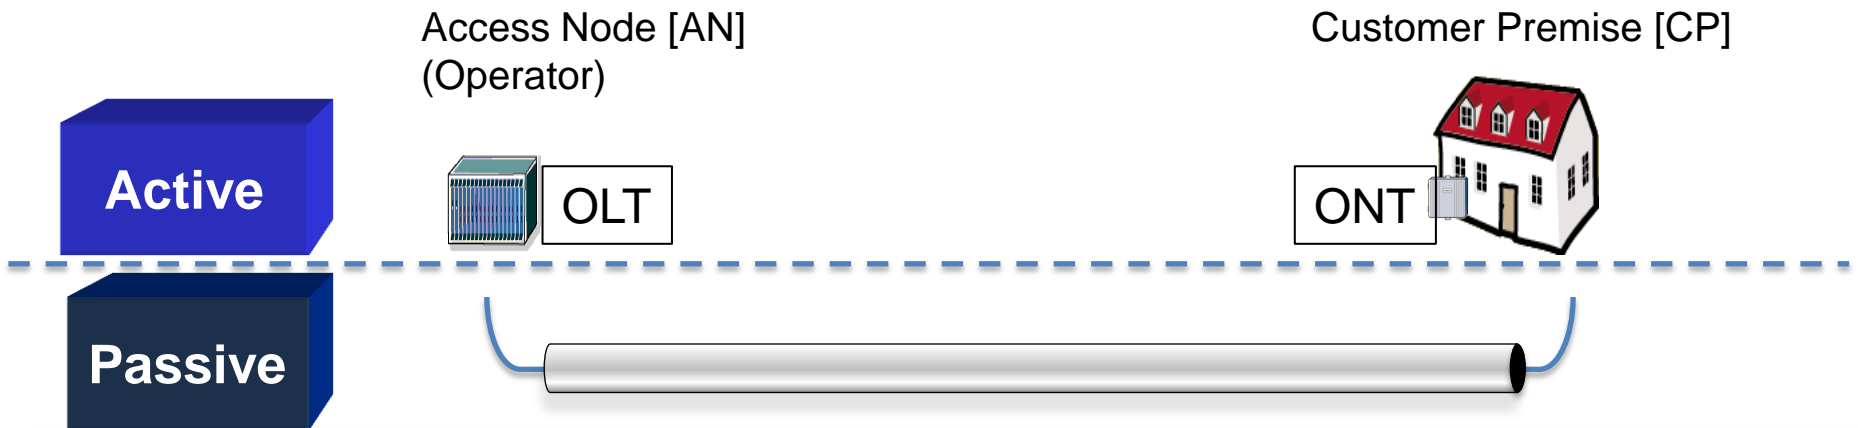 Access Node [AN]
(Operator)
Customer Premise [CP]
Active
OLT
ONT
Passive